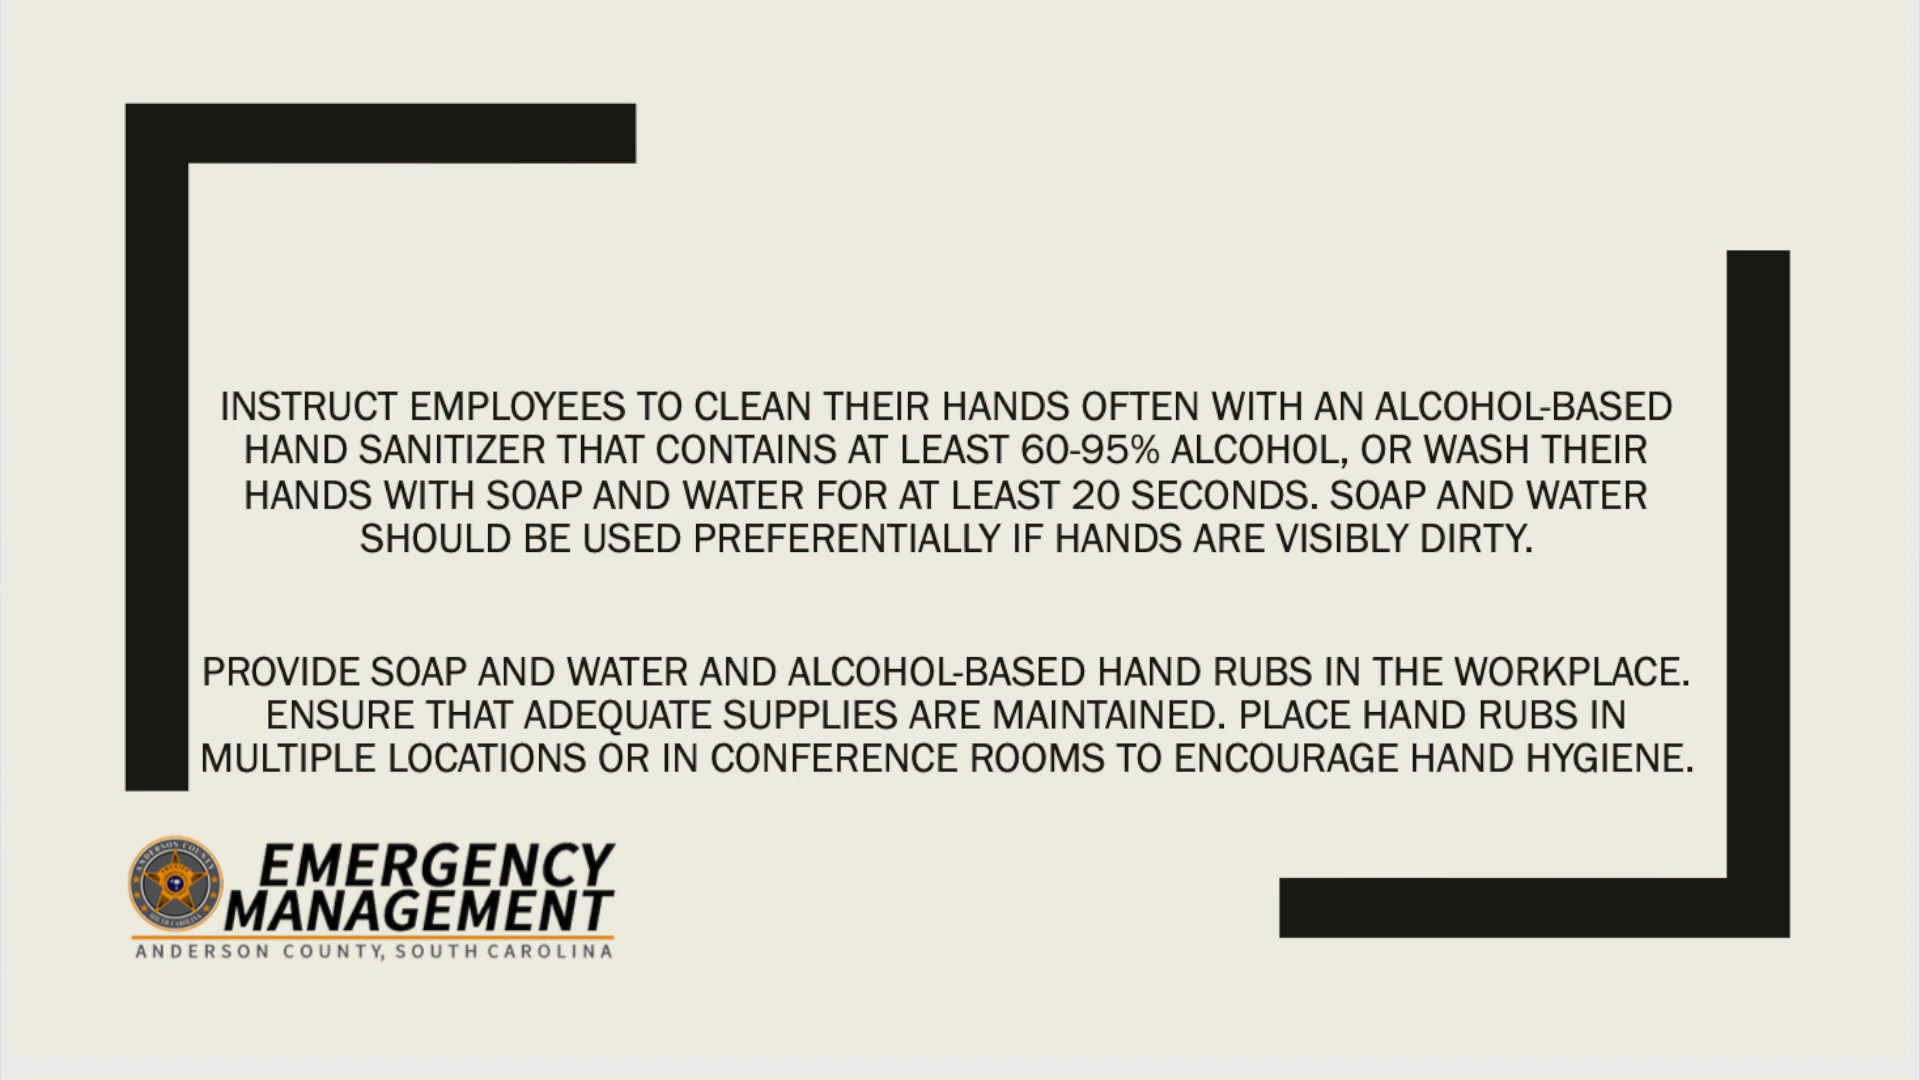 INSTRUCT EMPLOYEES TO CLEAN THEIR HANDS OFTEN WITH AN ALCOHOL-BASED
HAND SANITIZER THAT CONTAINS AT LEAST 60-95% ALCOHOL, OR WASH THEIR
HANDS WITH SOAP AND WATER FOR AT LEAST 20 SECONDS. SOAP AND WATER
SHOULD BE USED PREFERENTIALLY IF HANDS ARE VISIBLY DIRTY.
PROVIDE SOAP AND WATER AND ALCOHOL-BASED HAND RUBS IN THE WORKPLACE.
ENSURE THAT ADEQUATE SUPPLIES ARE MAINTAINED. PLACE HAND RUBS IN
MULTIPLE LOCATIONS OR IN CONFERENCE ROOMS TO ENCOURAGE HAND HYGIENE.
ANDERSON COUNTY
SOUTH CAROLINA
EMERGENCY
MANAGEMENT
ANDERSON COUNTY, SOUTH CAROLINA